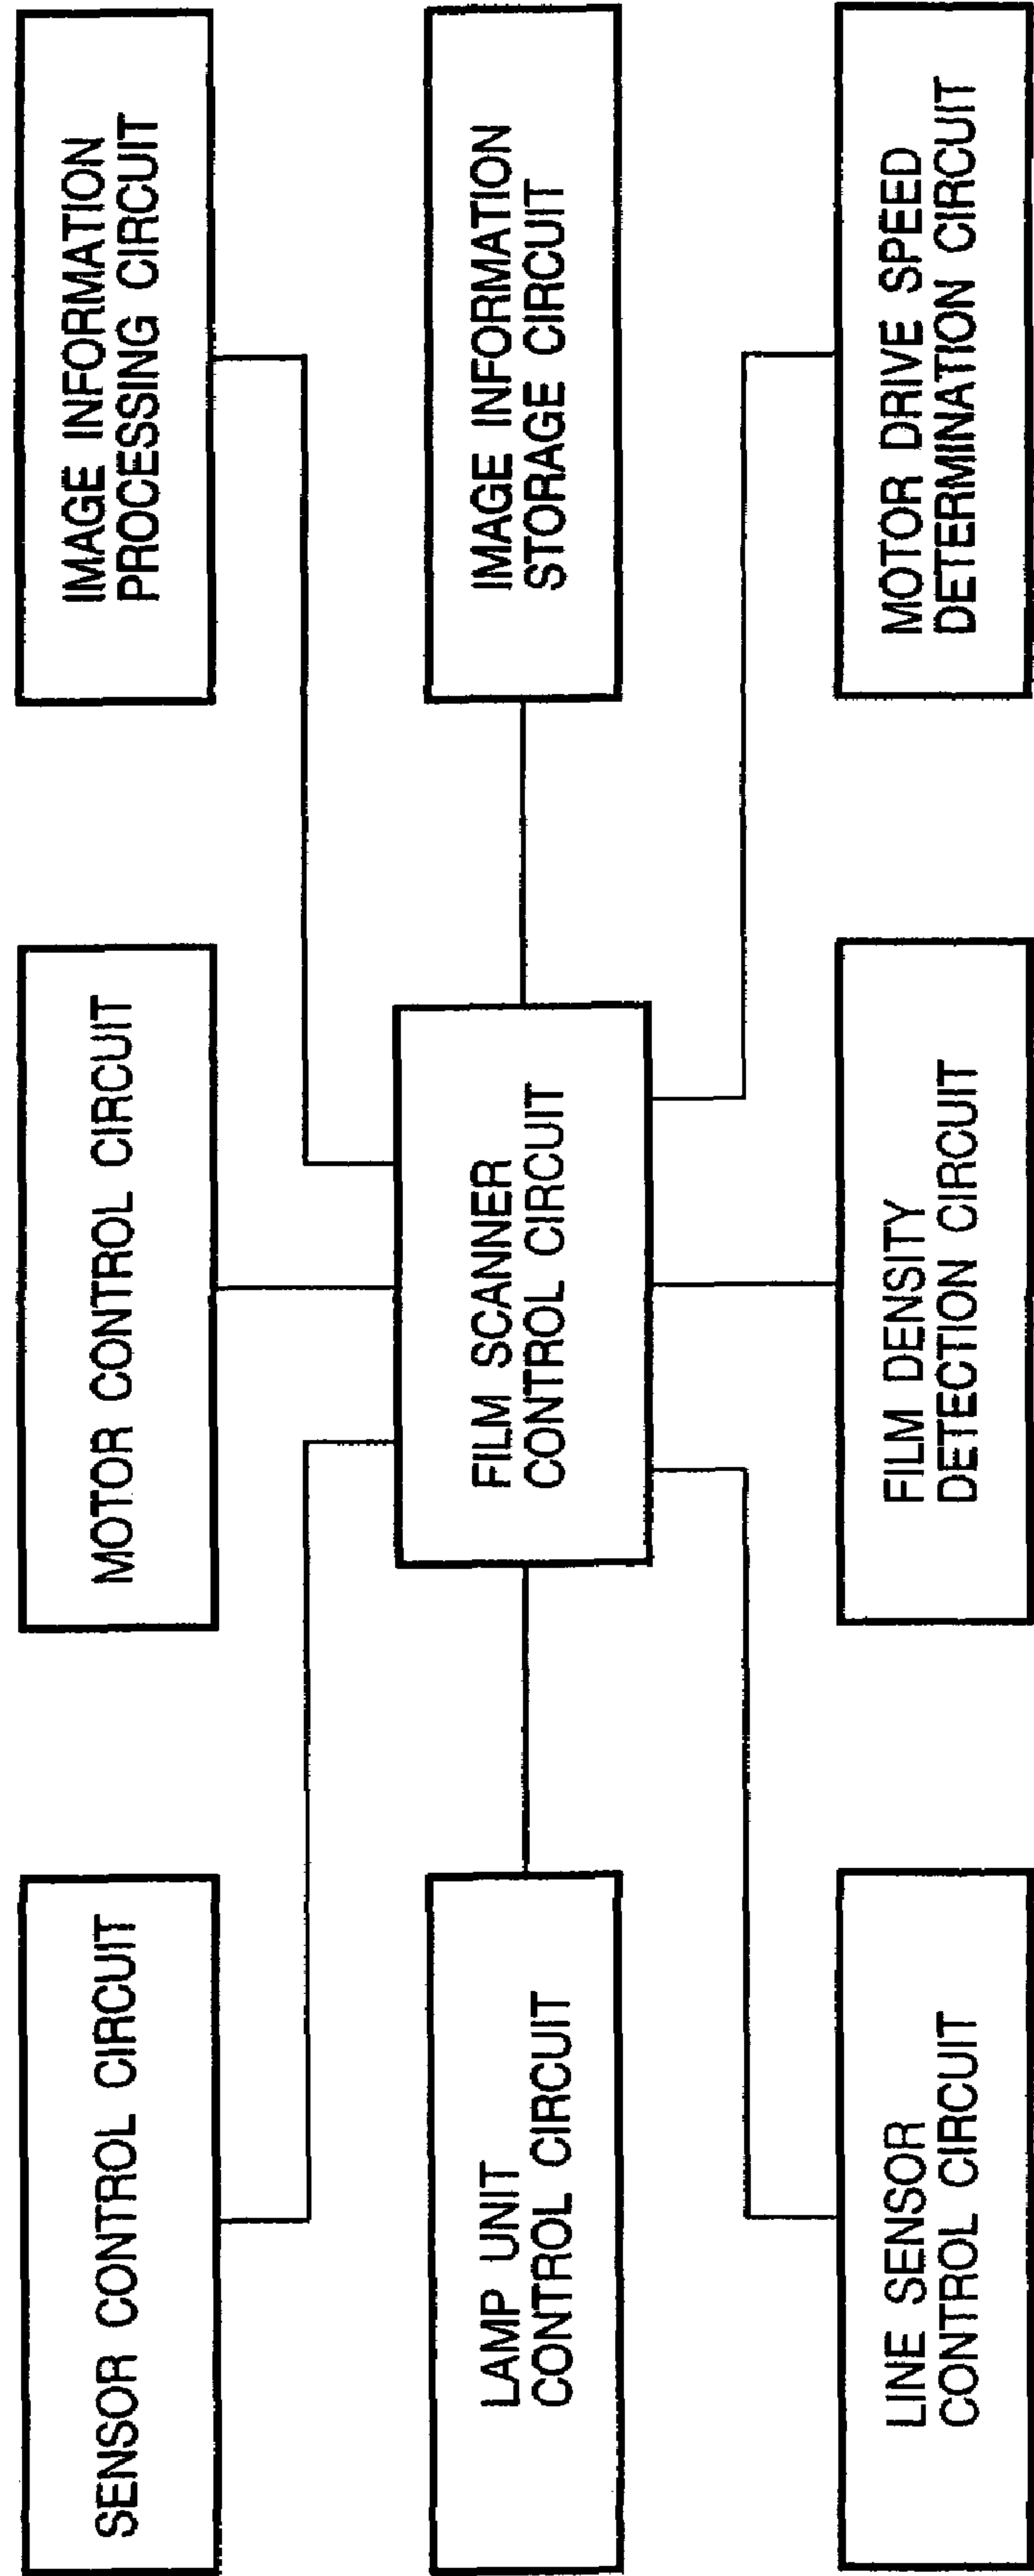 SENSOR CONTROL CIRCUIT
MOTOR CONTROL CIRCUIT
IMAGE INFORMATION
PROCESSING CIRCUIT
LAMP UNIT
CONTROL CIRCUIT
FILM SCANNER
CONTROL CIRCUIT
IMAGE INFORMATION
STORAGE CIRCUIT
LINE SENSOR
CONTROL CIRCUIT
FILM DENSITY
DETECTION CIRCUIT
MOTOR DRIVE SPEED
DETERMINATION CIRCUIT